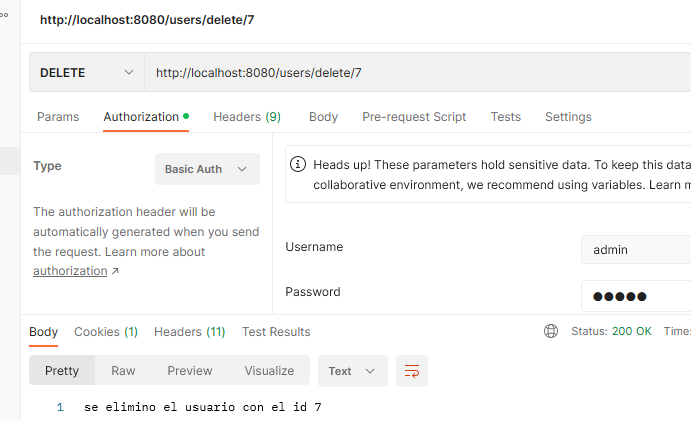 http://localhost:8080/users/delete/7
DELETE
http://localhost:8080/users/delete/7
Params
Authorization
Headers (9)
Body
Pre-request Script
Tests
Settings
Type
Basic Auth
Heads up! These parameters hold sensitive data. To keep this data
collaborative environment, we recommend using variables. Learn m
The authorization header will be
automatically generated when you send
the request. Learn more about
authorization ↗
Username
admin
Password
●●●●●
Body
Cookies (1)
Headers (11)
Test Results
Status: 200 OK
Time:
Pretty
Raw
Preview
Visualize
Text
1 se elimino el usuario con el id 7